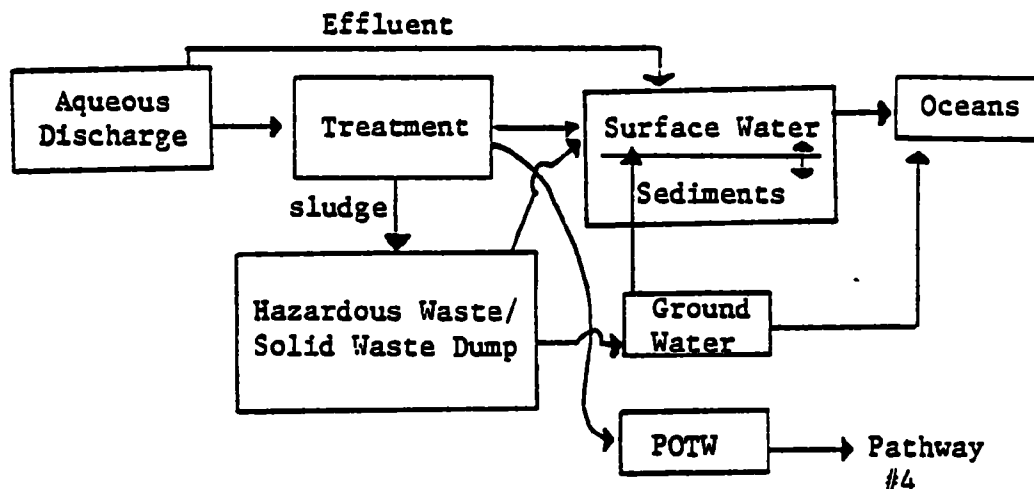 Effluent
Aqueous
Discharge
Treatment
Surface Water
Sediments
Oceans
sludge
Hazardous Waste/
Solid Waste Dump
Ground
Water
POTW
Pathway
#4